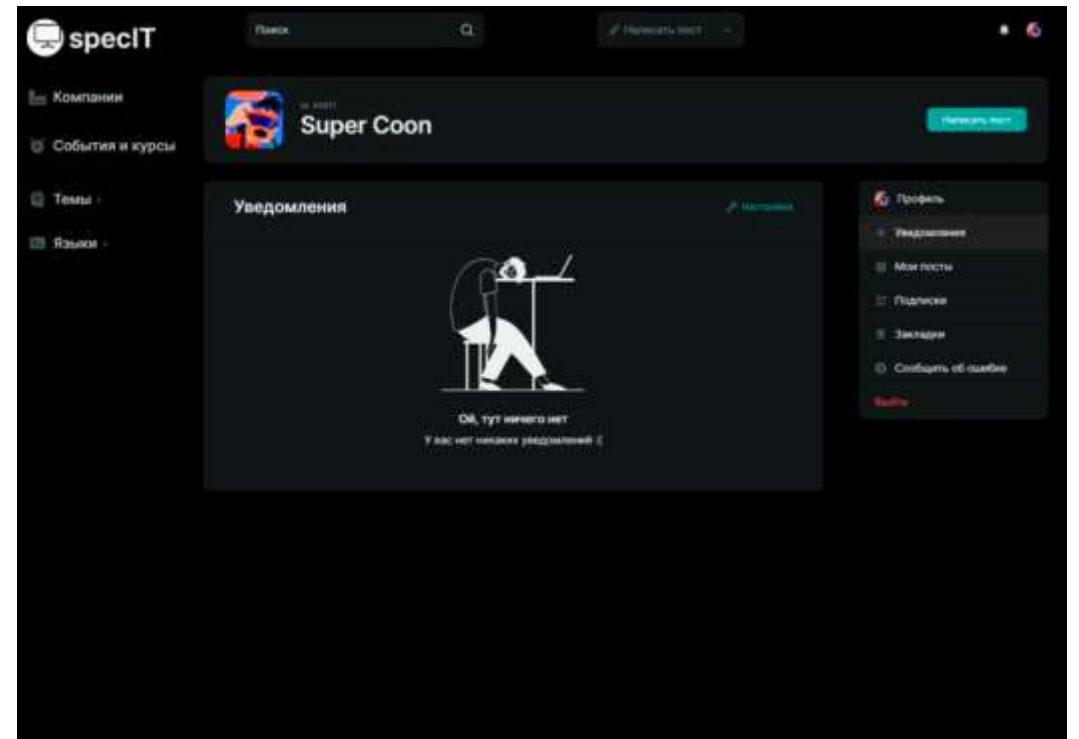 specIT
Поиск
Написать пост
Компании
События и курсы
Темы
Языки
Super Coon
Написать пост
Уведомления
Настройки
Ой, тут ничего нет
У вас нет никаких уведомлений :(
Профиль
Уведомления
Мои посты
Подписки
Закладки
Сообщить об ошибке
Выйти